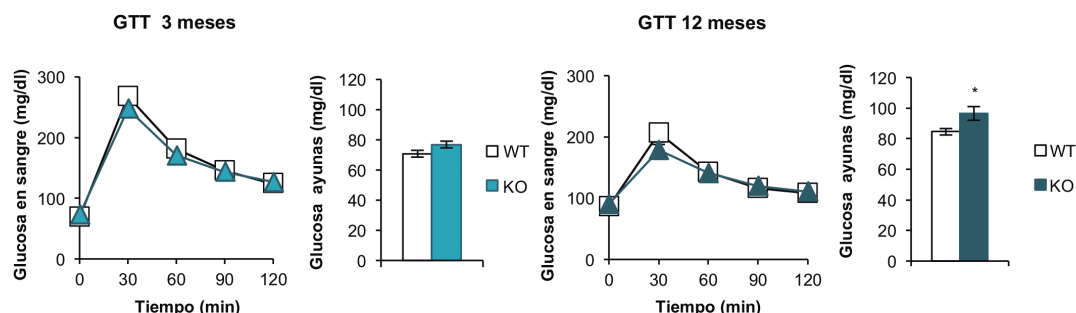 GTT 3 meses
Glucosa en sangre (mg/dl)
300
200
100
0
0 30 60 90 120
Tiempo (min)
Glucosa ayunas (mg/dl)
120
100
80
60
40
20
0
WT
KO
GTT 12 meses
Glucosa en sangre (mg/dl)
300
200
100
0
0 30 60 90 120
Tiempo (min)
Glucosa ayunas (mg/dl)
120
100
80
60
40
20
0
*
WT
KO